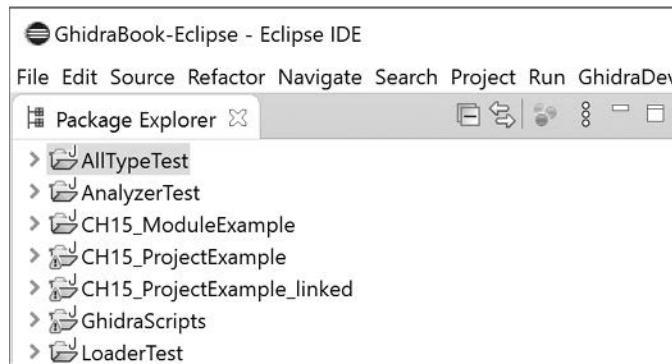 GhidraBook-Eclipse - Eclipse IDE
File Edit Source Refactor Navigate Search Project Run GhidraDev
Package Explorer
AllTypeTest
AnalyzerTest
CH15_ModuleExample
CH15_ProjectExample
CH15_ProjectExample_linked
GhidraScripts
LoaderTest